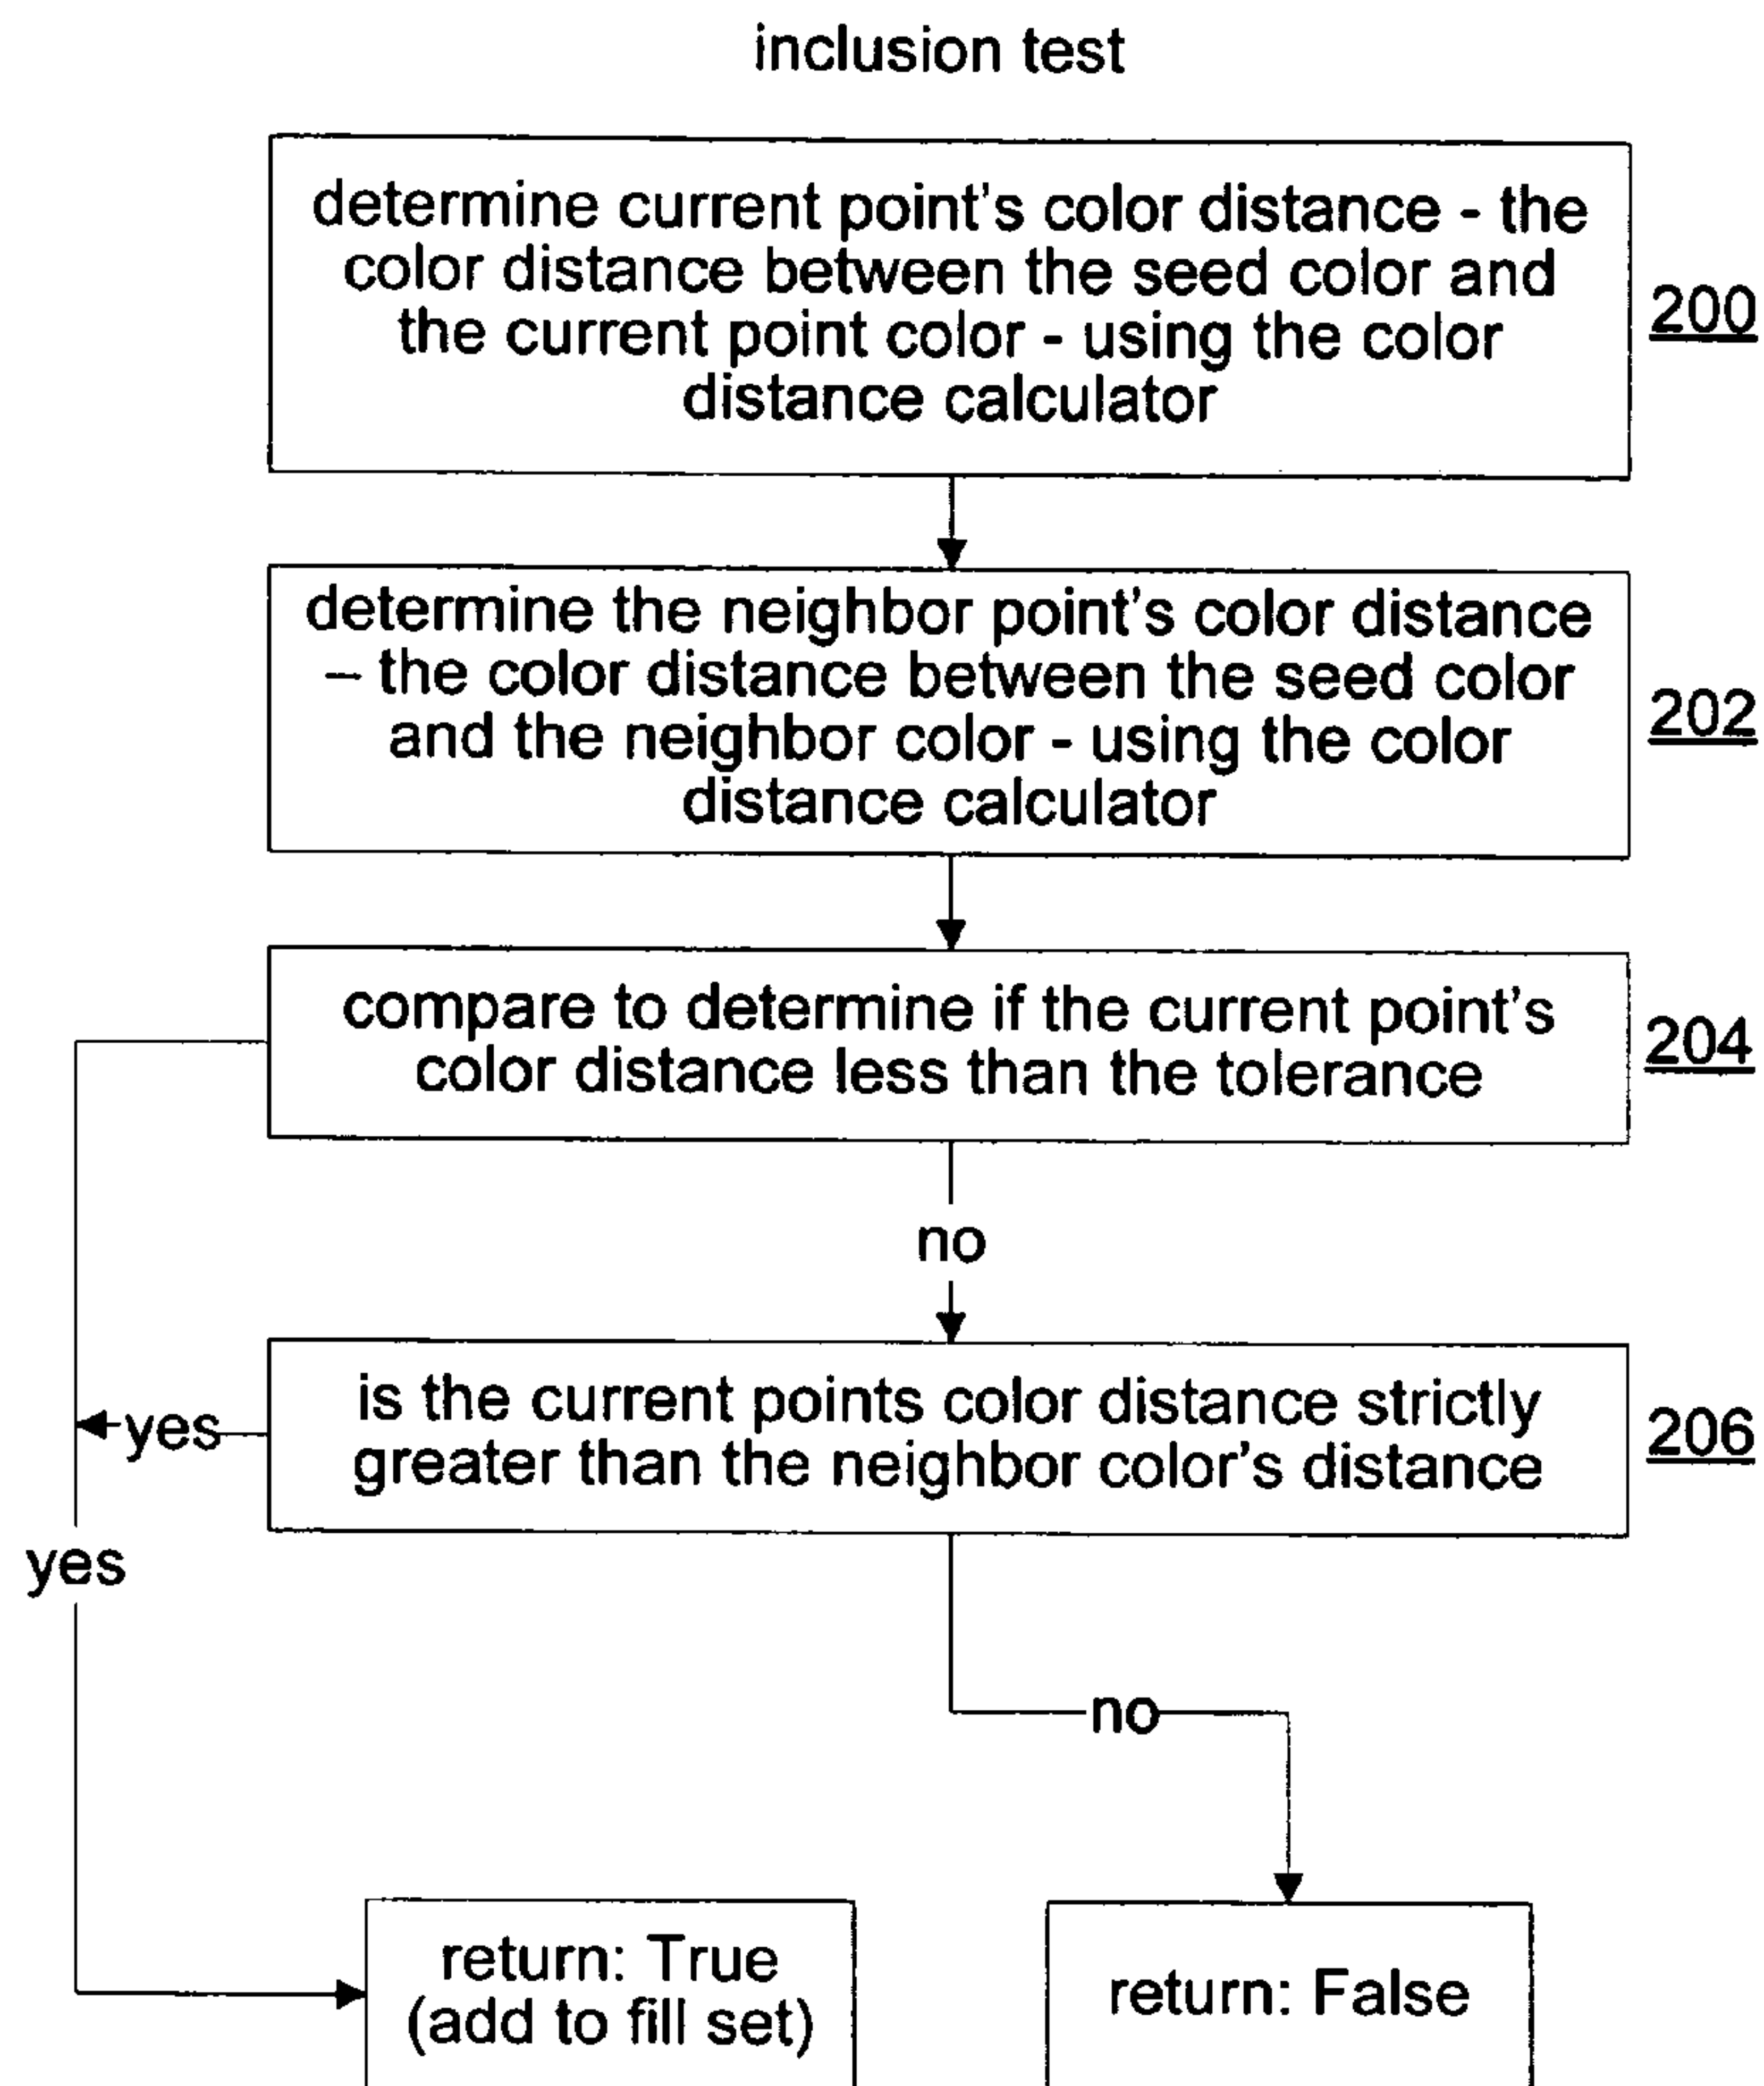 inclusion test
determine current point's color distance - the
color distance between the seed color and
the current point color - using the color
distance calculator
200
determine the neighbor point's color distance
– the color distance between the seed color
and the neighbor color - using the color
distance calculator
202
compare to determine if the current point's
color distance less than the tolerance
204
no
is the current points color distance strictly
greater than the neighbor color's distance
206
yes
yes
no
return: True
(add to fill set)
return: False